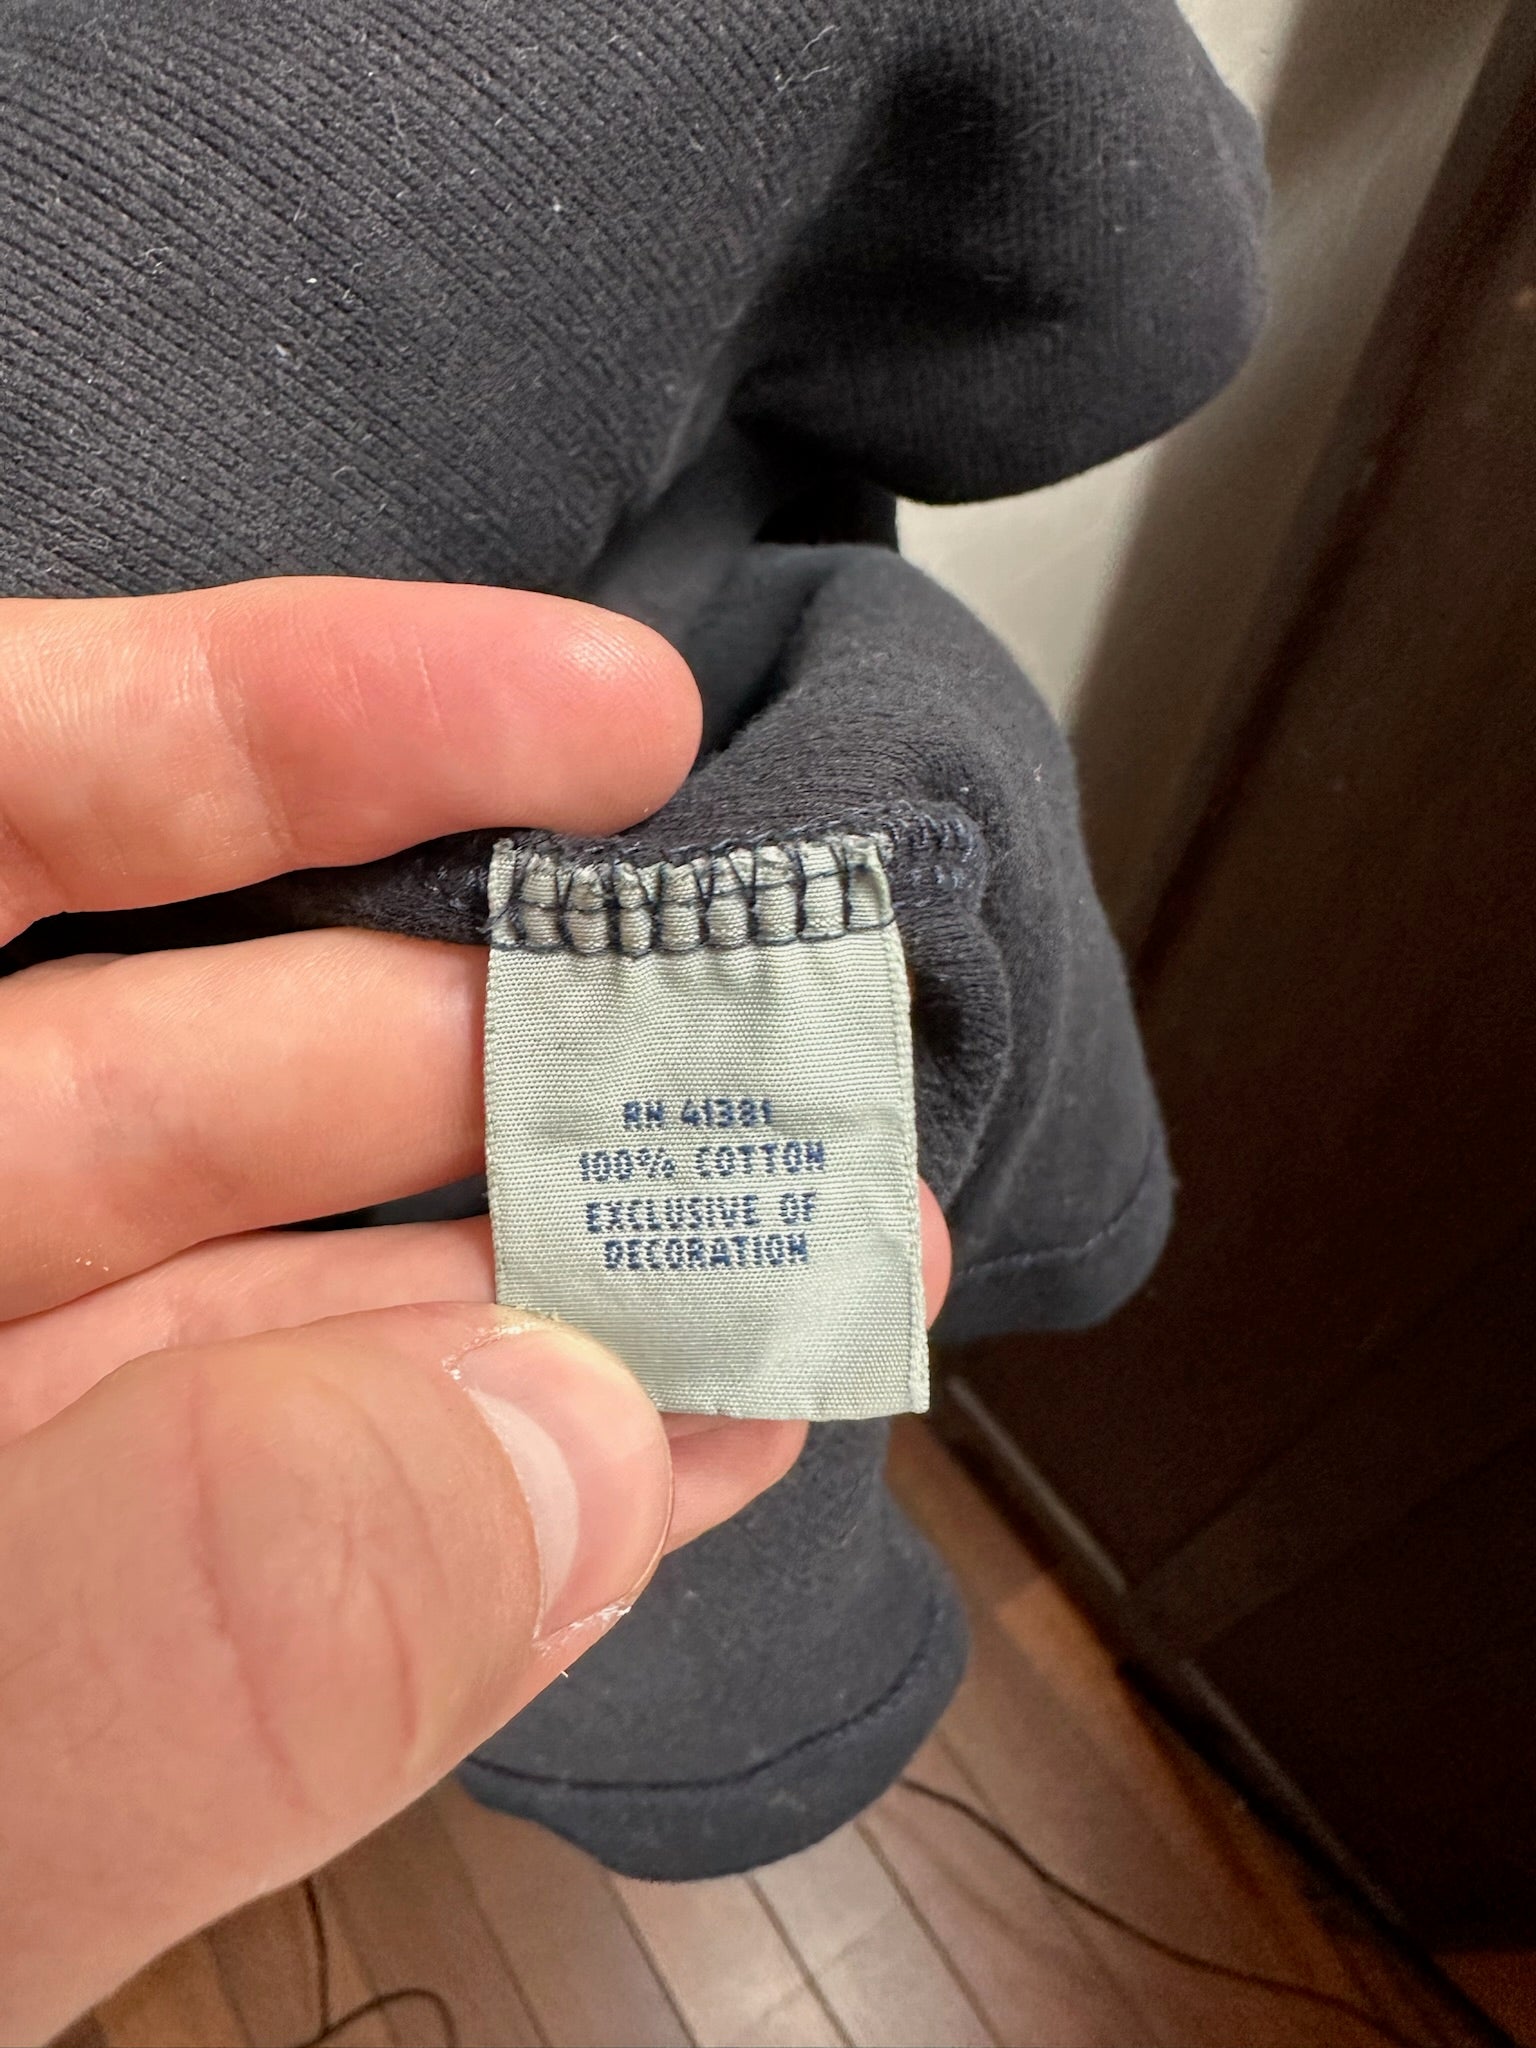 RN 41381
100% COTTON
EXCLUSIVE OF
DECORATION